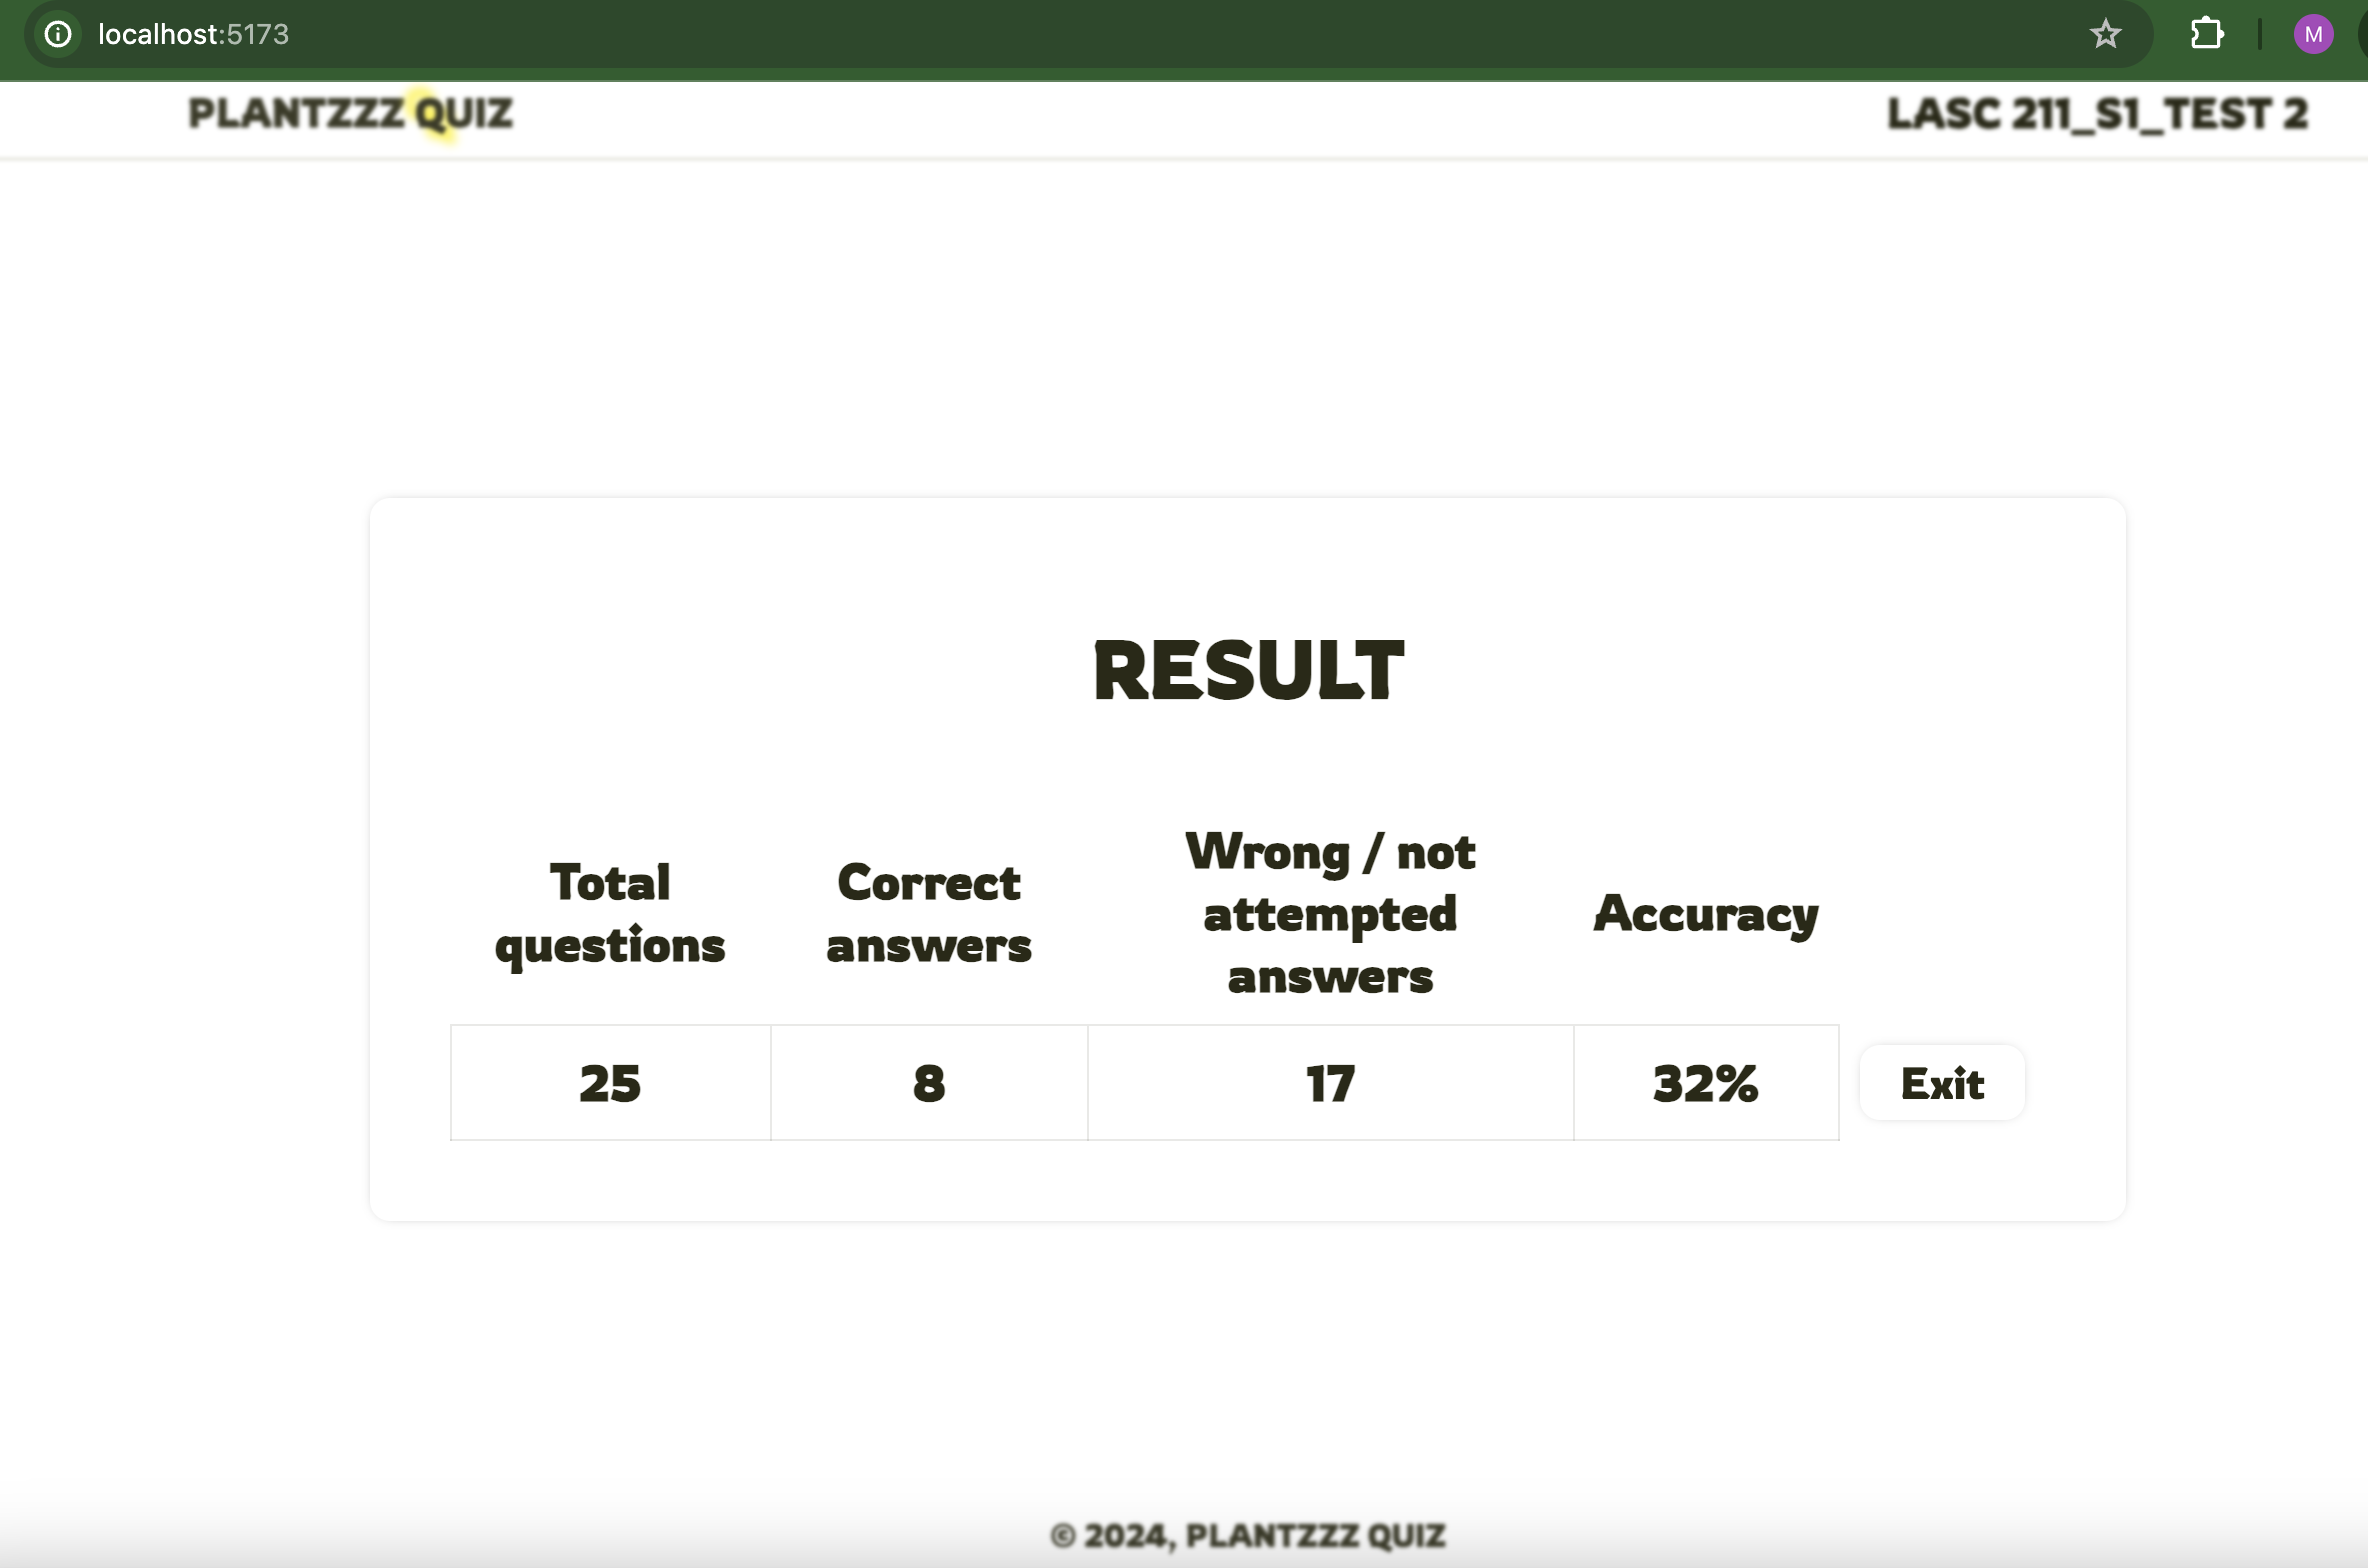 localhost:5173
M
PLANTZZZ QUIZ
LASC 211_S1_TEST 2
RESULT
Total
questions
Correct
answers
Wrong / not
attempted
answers
Accuracy
25
8
17
32%
Exit
© 2024, PLANTZZZ QUIZ